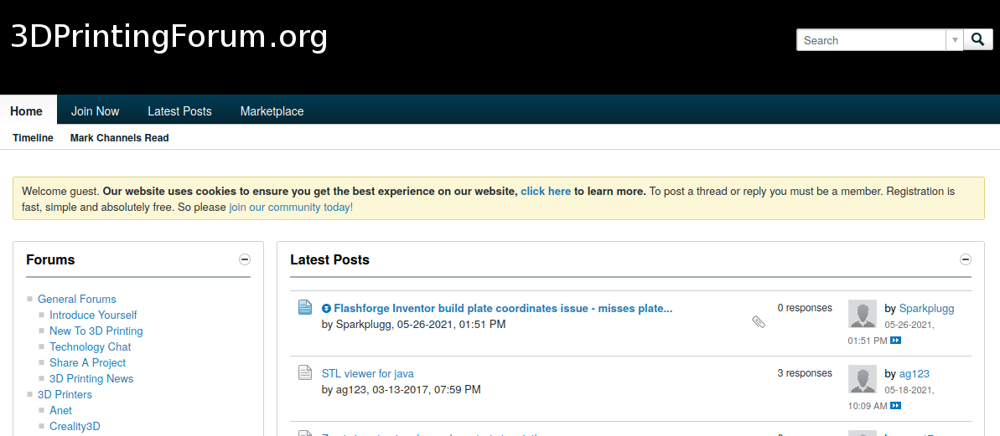 3DPrintingForum.org
Search
Home
Join Now
Latest Posts
Marketplace
Timeline
Mark Channels Read
Welcome guest. Our website uses cookies to ensure you get the best experience on our website, click here to learn more. To post a thread or reply you must be a member. Registration is
fast, simple and absolutely free. So please join our community today!
Forums
General Forums
Introduce Yourself
New To 3D Printing
Technology Chat
Share A Project
3D Printing News
3D Printers
Anet
Creality3D
Latest Posts
Flashforge Inventor build plate coordinates issue - misses plate...
by Sparkplugg, 05-26-2021, 01:51 PM
0 responses
by Sparkplugg
05-26-2021,
01:51 PM
STL viewer for java
by ag123, 03-13-2017, 07:59 PM
3 responses
by ag123
05-18-2021,
10:09 AM